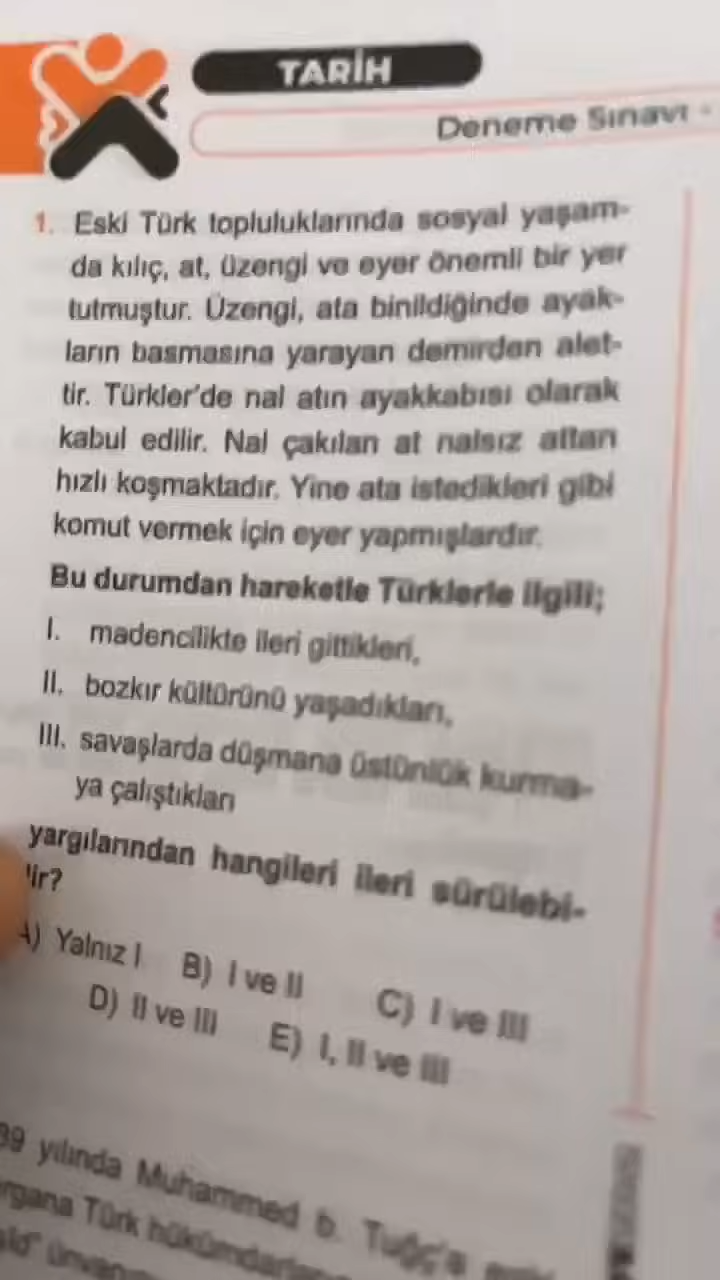 TARİH
Deneme Sınavı -
1. Eski Türk topluluklarında sosyal yaşam-
da kılıç, at, üzengi ve eyer önemli bir yer
tutmuştur. Üzengi, ata binildiğinde ayak-
ların basmasına yarayan demirden alet-
tir. Türkler'de nal atın ayakkabısı olarak
kabul edilir. Nal çakılan at nalsız attan
hızlı koşmaktadır. Yine ata istedikleri gibi
komut vermek için eyer yapmışlardır.
Bu durumdan hareketle Türklerle ilgili;
I. madencilikte ileri gittikleri,
II. bozkır kültürünü yaşadıkları,
III. savaşlarda düşmana üstünlük kurma-
ya çalıştıkları
yargılarından hangileri ileri sürülebi-
lir?
A) Yalnız I B) I ve II C) I ve III
D) II ve III E) I, II ve III
39 yılında Muhammed b. Tuğç'a
Türk